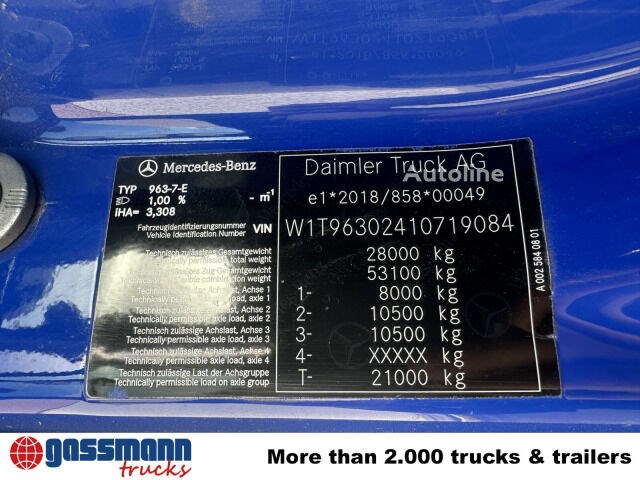 Mercedes-Benz
TYP 963-7-E
1,00 % - m⁻¹
IHA= 3,308
Fahrzeugidentifizierungsnummer
Vehicle Identification Number VIN
Daimler Truck AG
Autoline
e1*2018/858*00049
W1T96302410719084
Technisch zulässiges Gesamtgewicht
Technically permissible total weight 28000 kg
Technisch zulässiges Zug-Gesamtgewicht
Technically permissible combination weight 53100 kg
Technisch zulässige Achslast, Achse 1
Technically permissible load, axle 1 1- 8000 kg
Technisch zulässige Achslast, Achse 2
Technically permissible load, axle 2 2- 10500 kg
Technisch zulässige Achslast, Achse 3
Technically permissible load, axle 3 3- 10500 kg
Technisch zulässige Achslast, Achse 4
Technically permissible load, axle 4 4- XXXXX kg
Technisch zulässige Last der Achsgruppe
Technically permissible load on axle group T- 21000 kg
A 002 584 08 01
gassmann
trucks
More than 2.000 trucks & trailers